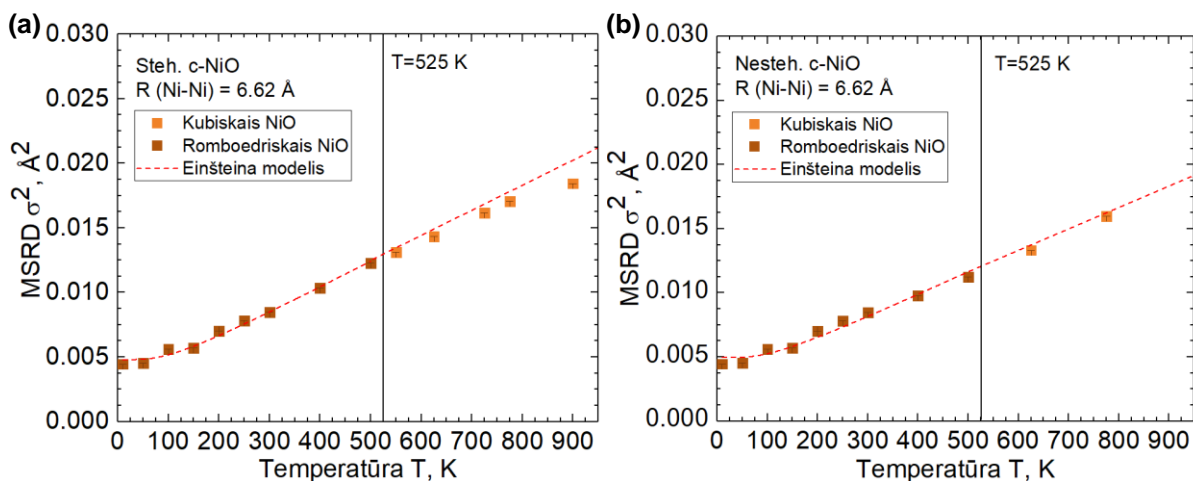 (a)
0.030
0.025
0.020
0.015
0.010
0.005
0.000
MSRD σ², Å²
Steh. c-NiO
R (Ni-Ni) = 6.62 Å
Kubiskais NiO
Romboedriskais NiO
Einšteina modelis
T=525 K
0 100 200 300 400 500 600 700 800 900
Temperatūra T, K
(b)
0.030
0.025
0.020
0.015
0.010
0.005
0.000
MSRD σ², Å²
Nesteh. c-NiO
R (Ni-Ni) = 6.62 Å
Kubiskais NiO
Romboedriskais NiO
Einšteina modelis
T=525 K
0 100 200 300 400 500 600 700 800 900
Temperatūra T, K